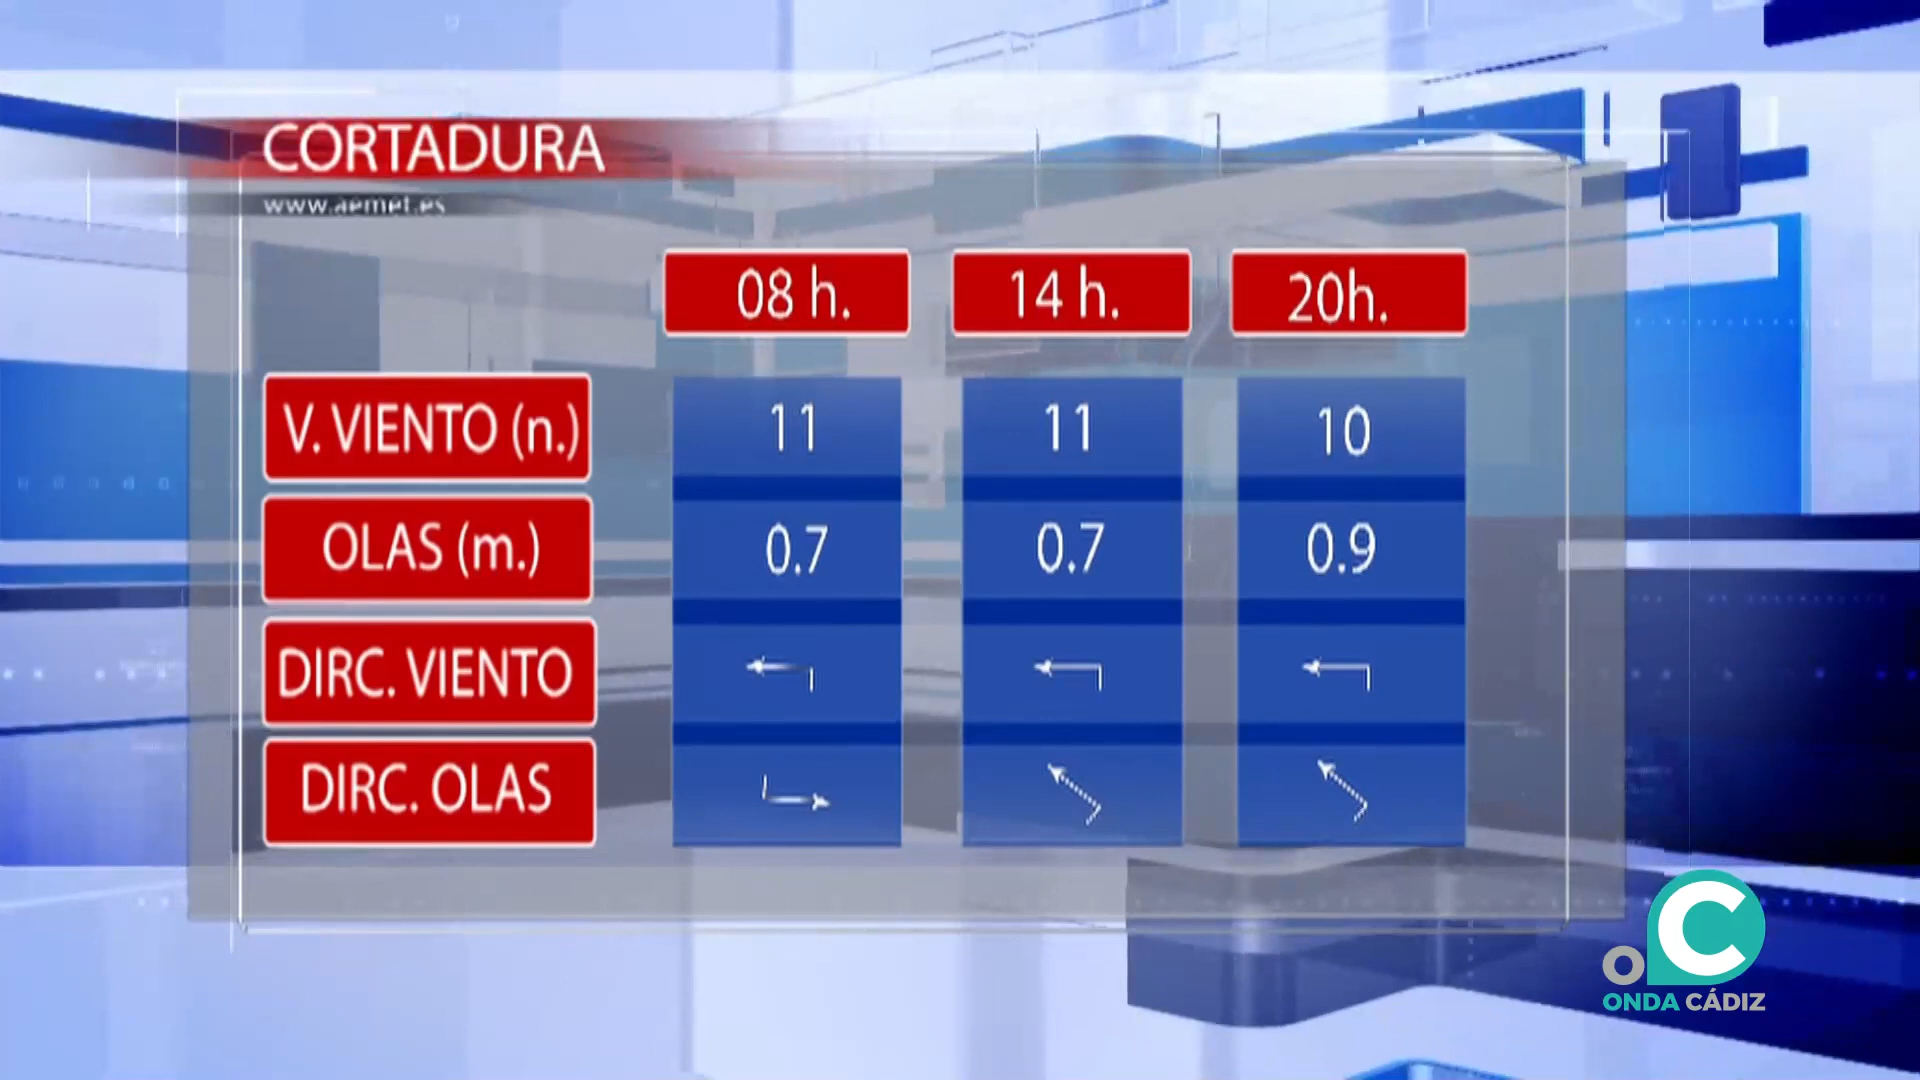 CORTADURA
www.aemet.es
08 h. 14 h. 20h.
V. VIENTO (n.) 11 11 10
OLAS (m.) 0.7 0.7 0.9
DIRC. VIENTO
DIRC. OLAS
OC
ONDA CÁDIZ